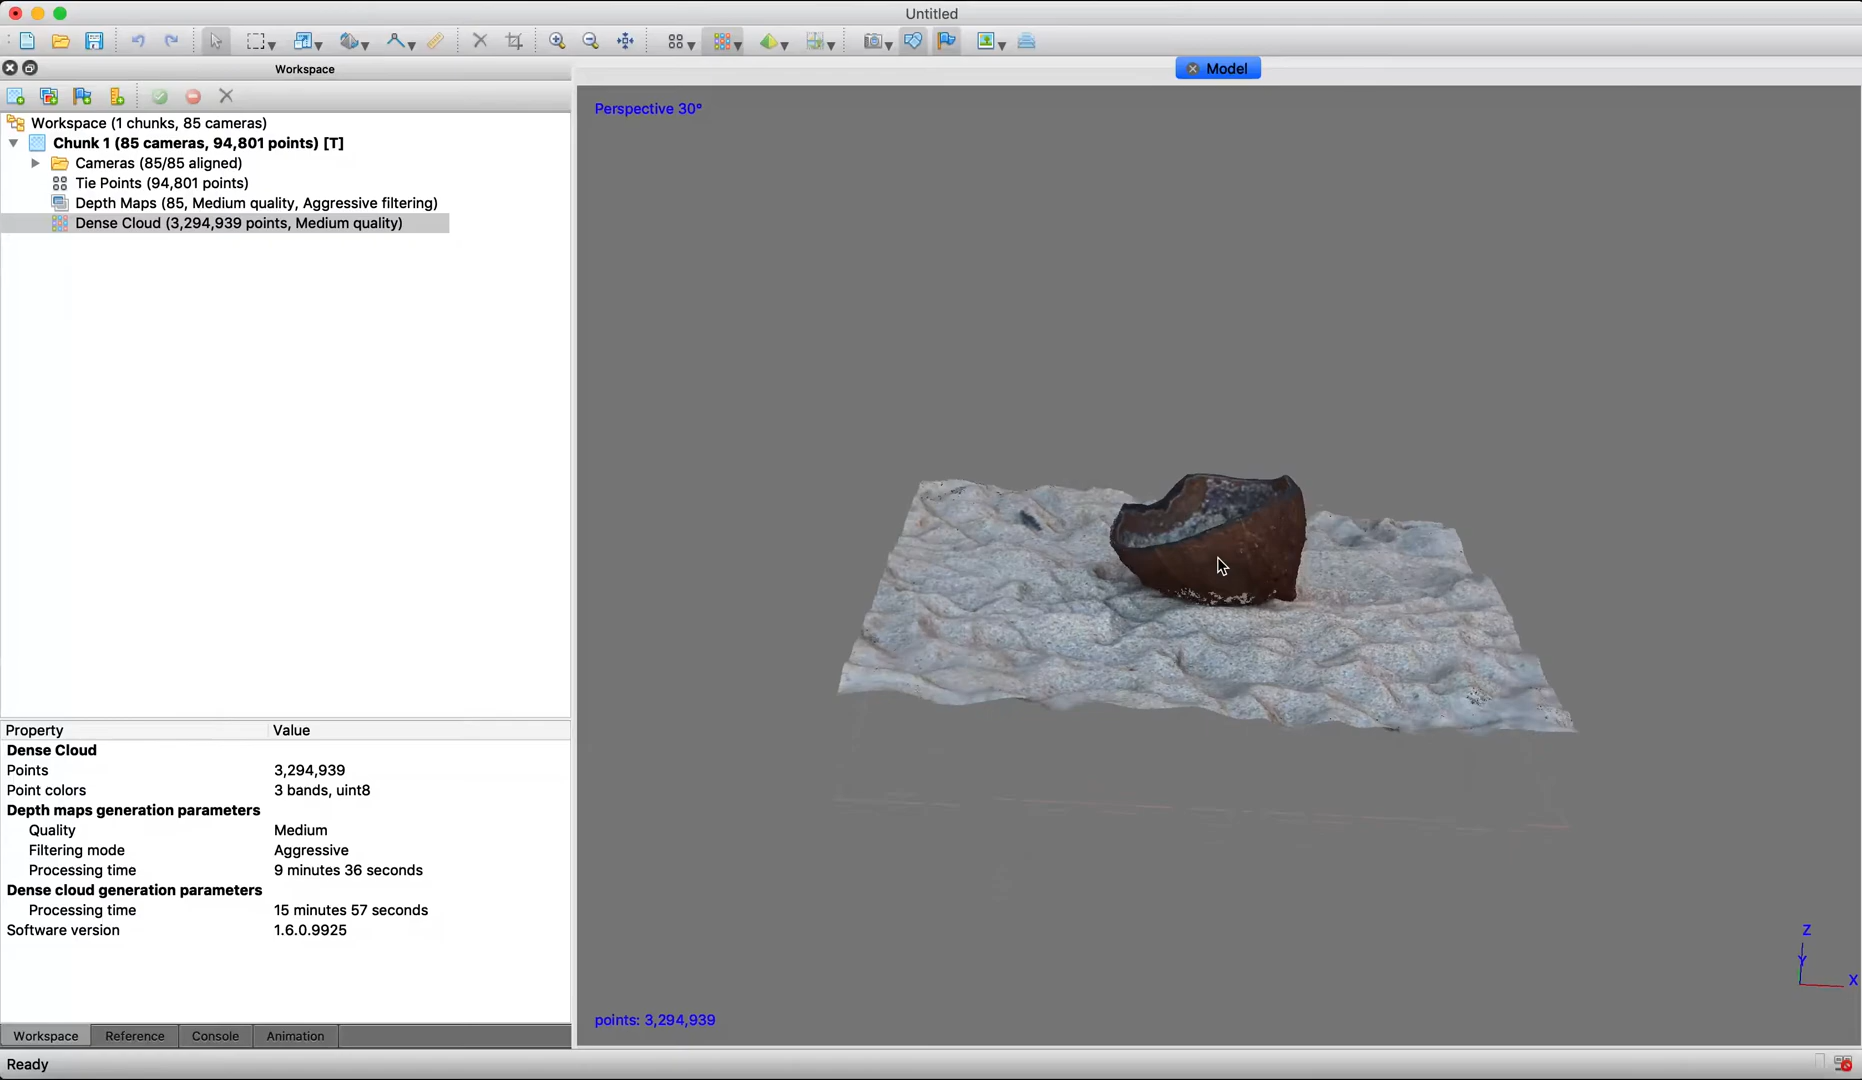 Untitled
Workspace
Model
Workspace (1 chunks, 85 cameras)
Chunk 1 (85 cameras, 94,801 points) [T]
Cameras (85/85 aligned)
Tie Points (94,801 points)
Depth Maps (85, Medium quality, Aggressive filtering)
Dense Cloud (3,294,939 points, Medium quality)
Perspective 30°
Property Value
Dense Cloud
Points 3,294,939
Point colors 3 bands, uint8
Depth maps generation parameters
Quality Medium
Filtering mode Aggressive
Processing time 9 minutes 36 seconds
Dense cloud generation parameters
Processing time 15 minutes 57 seconds
Software version 1.6.0.9925
Z
Y
X
points: 3,294,939
Workspace Reference Console Animation
Ready